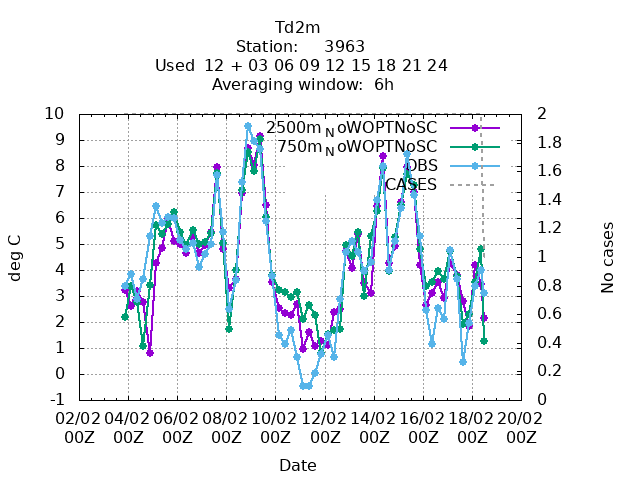 Td2m
Station: 3963
Used 12 + 03 06 09 12 15 18 21 24
Averaging window: 6h
10 2
2500mNoWOPTNoSC
9 1.8
750mNoWOPTNoSC
8 1.6
OBS
7 1.4
CASES
6 1.2
5 1
4 0.8
3 0.6
2 0.4
1 0.2
0 0
-1
deg C
No cases
02/02 04/02 06/02 08/02 10/02 12/02 14/02 16/02 18/02 20/02
00Z 00Z 00Z 00Z 00Z 00Z 00Z 00Z 00Z 00Z
Date